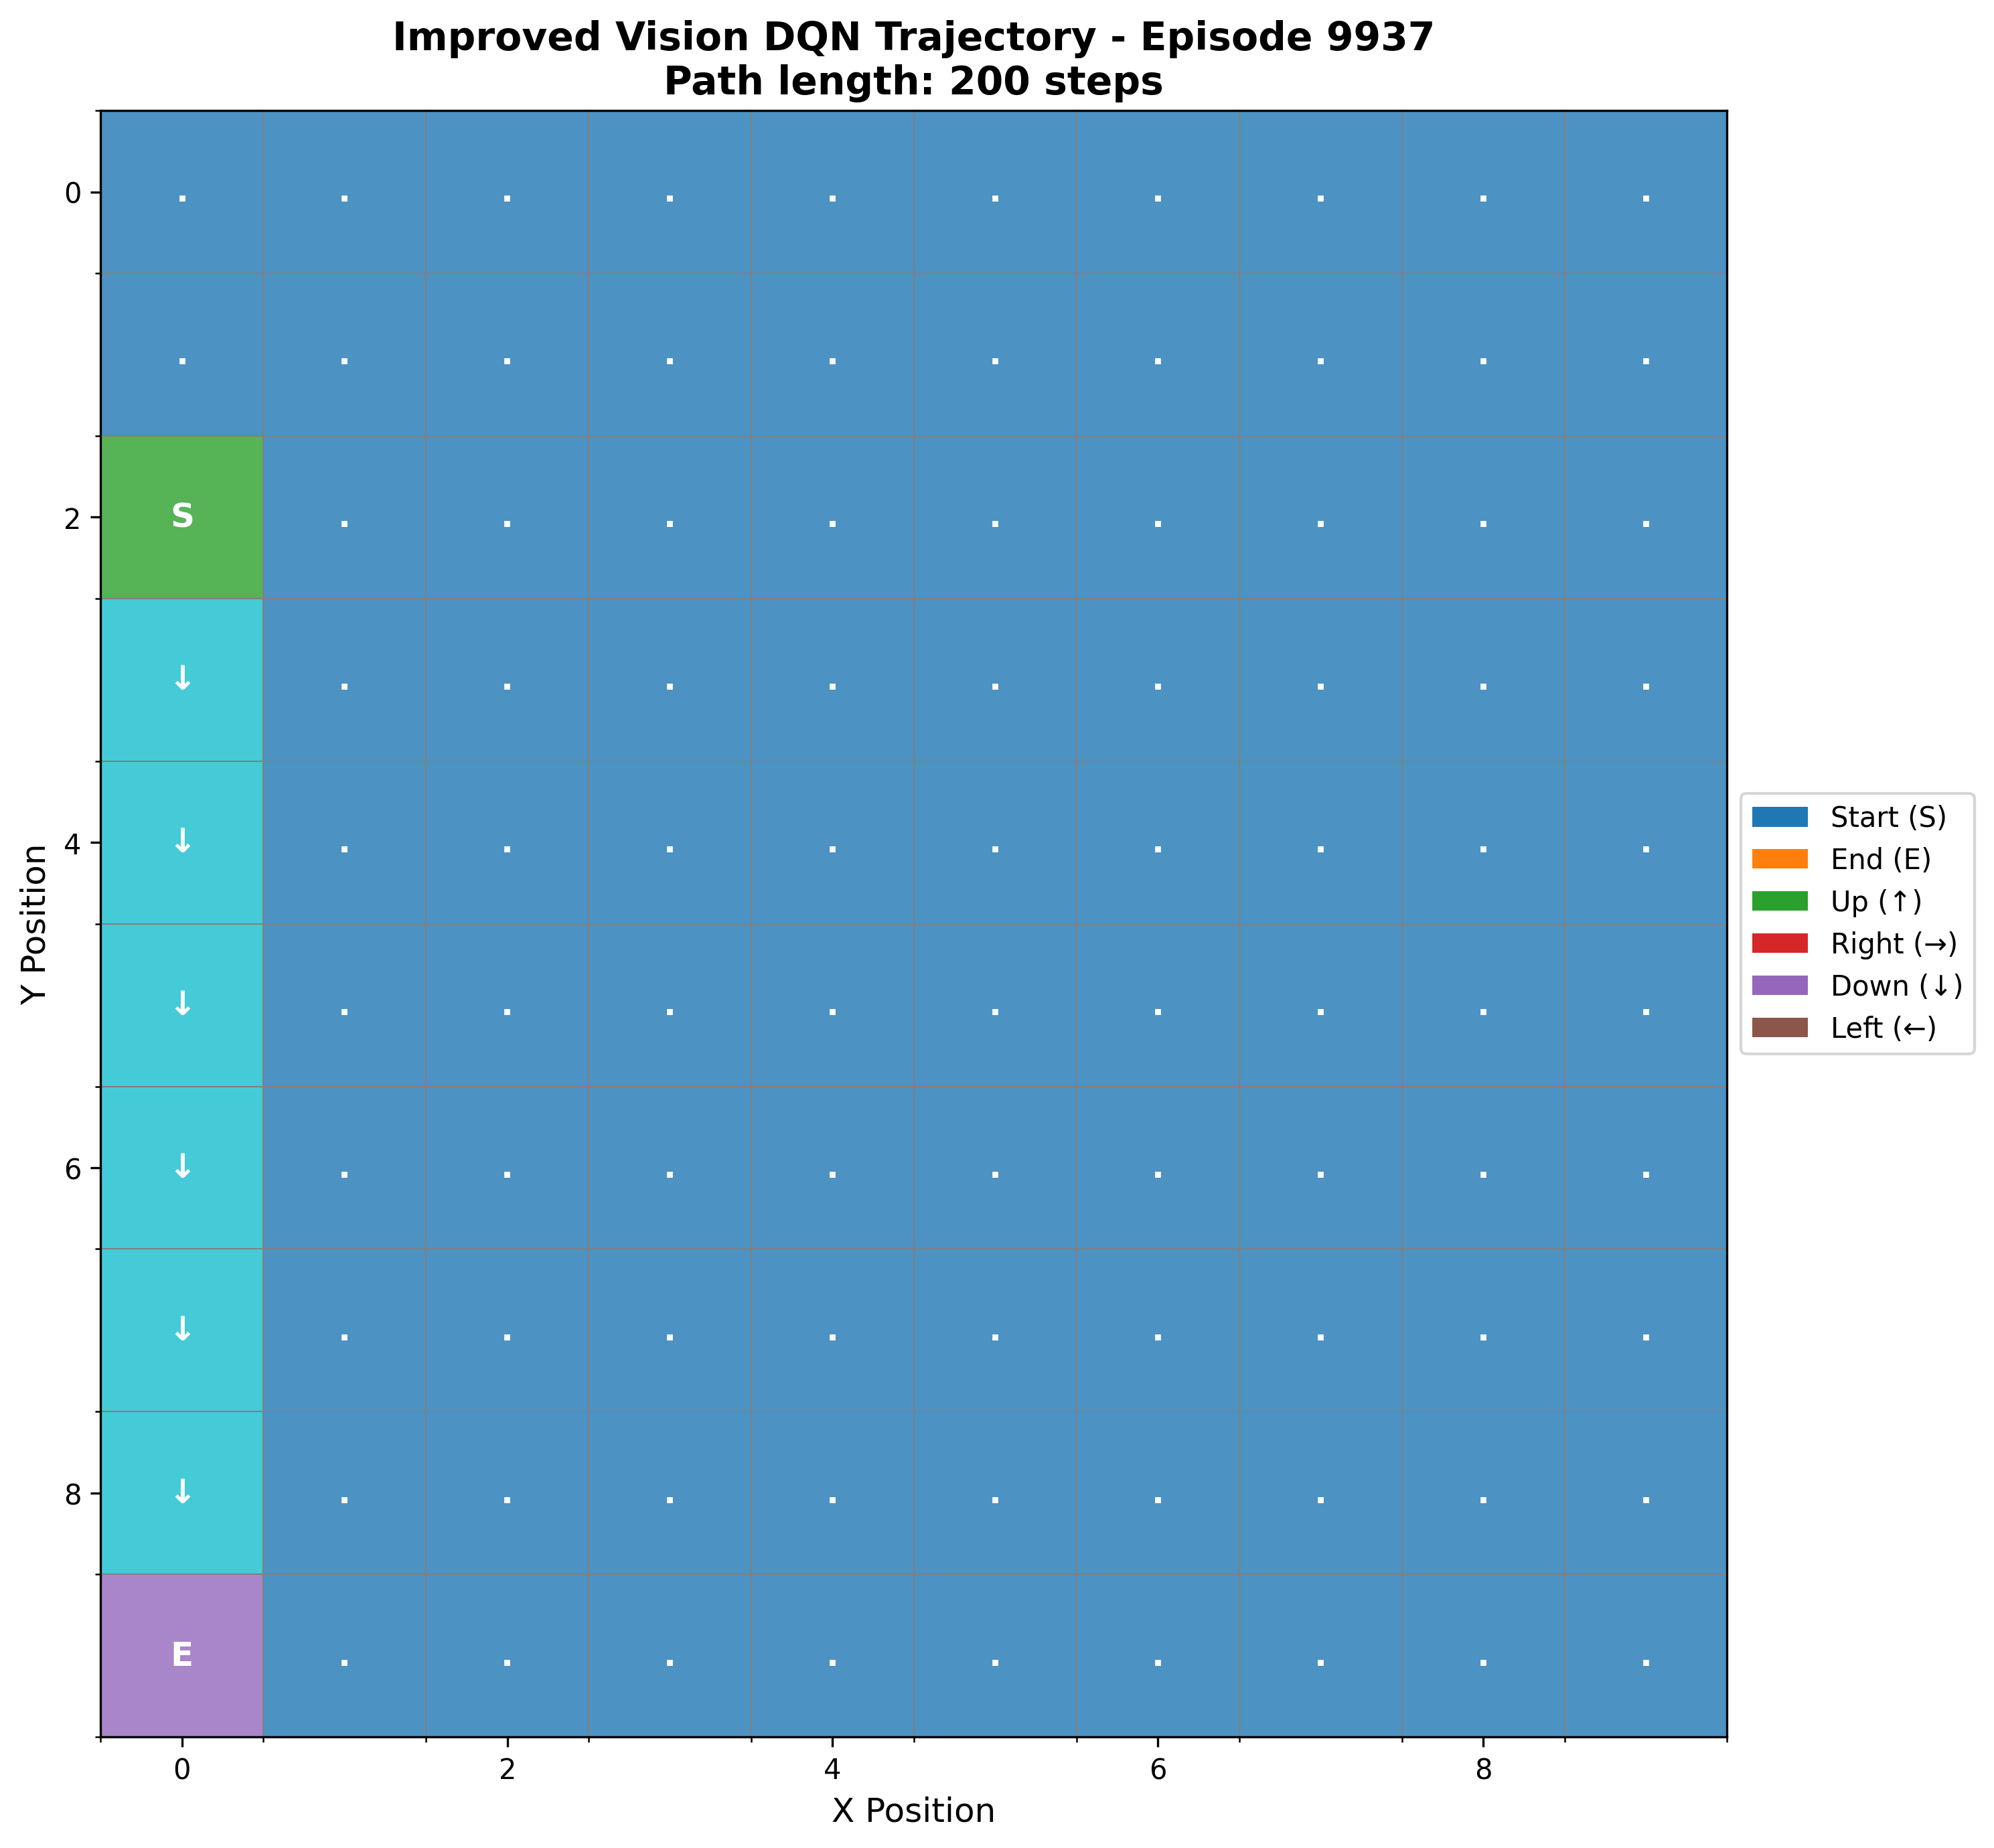 Improved Vision DQN Trajectory - Episode 9937
Path length: 200 steps
0
2
S
↓
↓
4
↓
↓
6
↓
↓
8
E
Y Position
0 2 4 6 8
X Position
Start (S)
End (E)
Up (↑)
Right (→)
Down (↓)
Left (←)